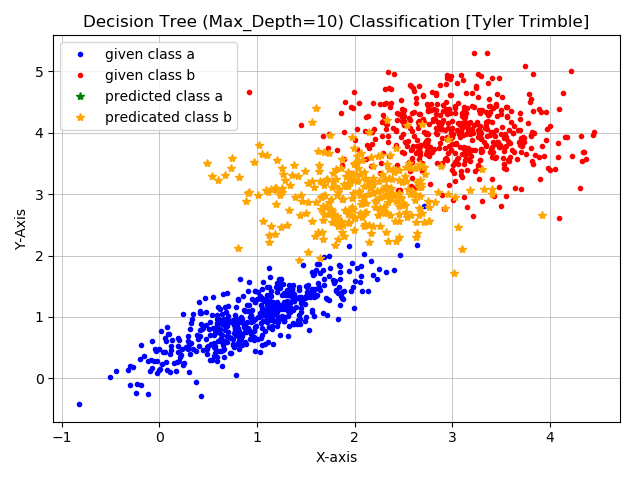 Decision Tree (Max_Depth=10) Classification [Tyler Trimble]
given class a
given class b
predicted class a
predicated class b
Y-Axis
5
4
3
2
1
0
−1 0 1 2 3 4
X-axis